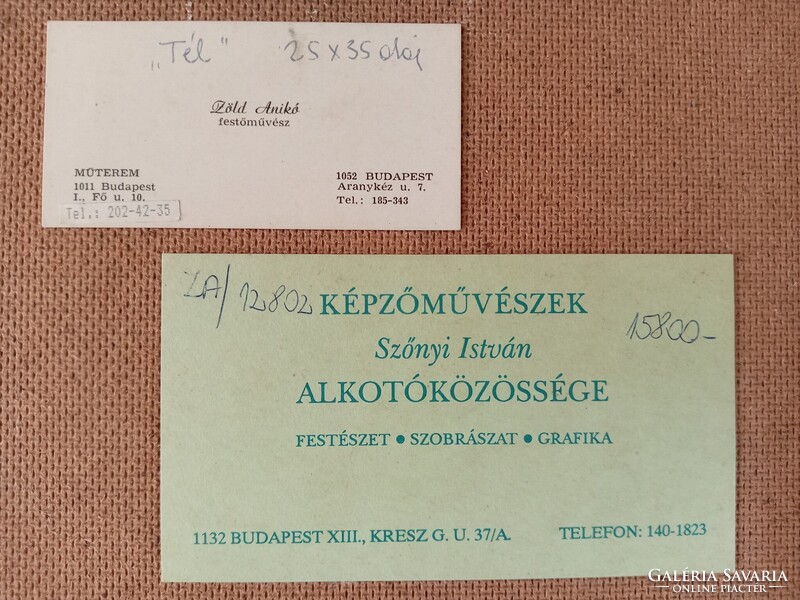 „Tél" 25 x 35 olaj
Zöld Anikó
festőművész
MŰTEREM
1011 Budapest
I., Fő u. 10.
Tel.: 202-42-35
1052 BUDAPEST
Aranykéz u. 7.
Tel.: 185-343
ZA/12802
KÉPZŐMŰVÉSZEK
15800-
Szőnyi István
ALKOTÓKÖZÖSSÉGE
FESTÉSZET ● SZOBRÁSZAT ● GRAFIKA
1132 BUDAPEST XIII., KRESZ G. U. 37/A. TELEFON: 140-1823
GALÉRIA SAVARIA
ONLINE PIACTÉR